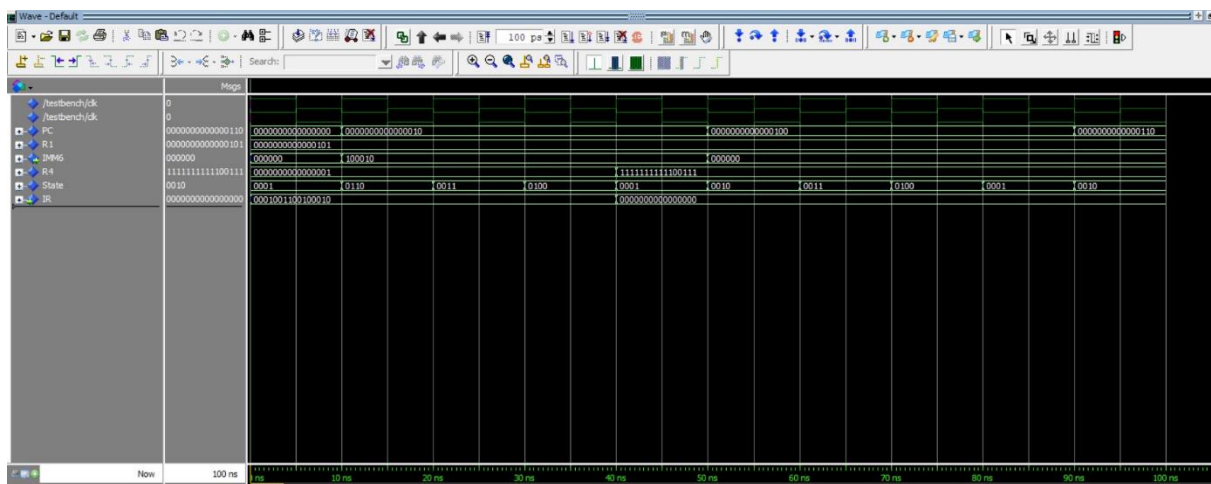 Wave - Default
100 ps
Search:
Msgs
/testbench/clk 0
/testbench/clk 0
PC 0000000000000110 0000000000000000 0000000000000010 0000000000000100 0000000000000110
R1 0000000000000101 0000000000000101
IMM6 000000 000000 100010 000000
R4 1111111111100111 0000000000000001 1111111111100111
State 0010 0001 0110 0011 0100 0001 0010 0011 0100 0001 0010
IR 0000000000000000 0001001100100010 0000000000000000
Now 100 ns 10 ns 20 ns 30 ns 40 ns 50 ns 60 ns 70 ns 80 ns 90 ns 100 ns